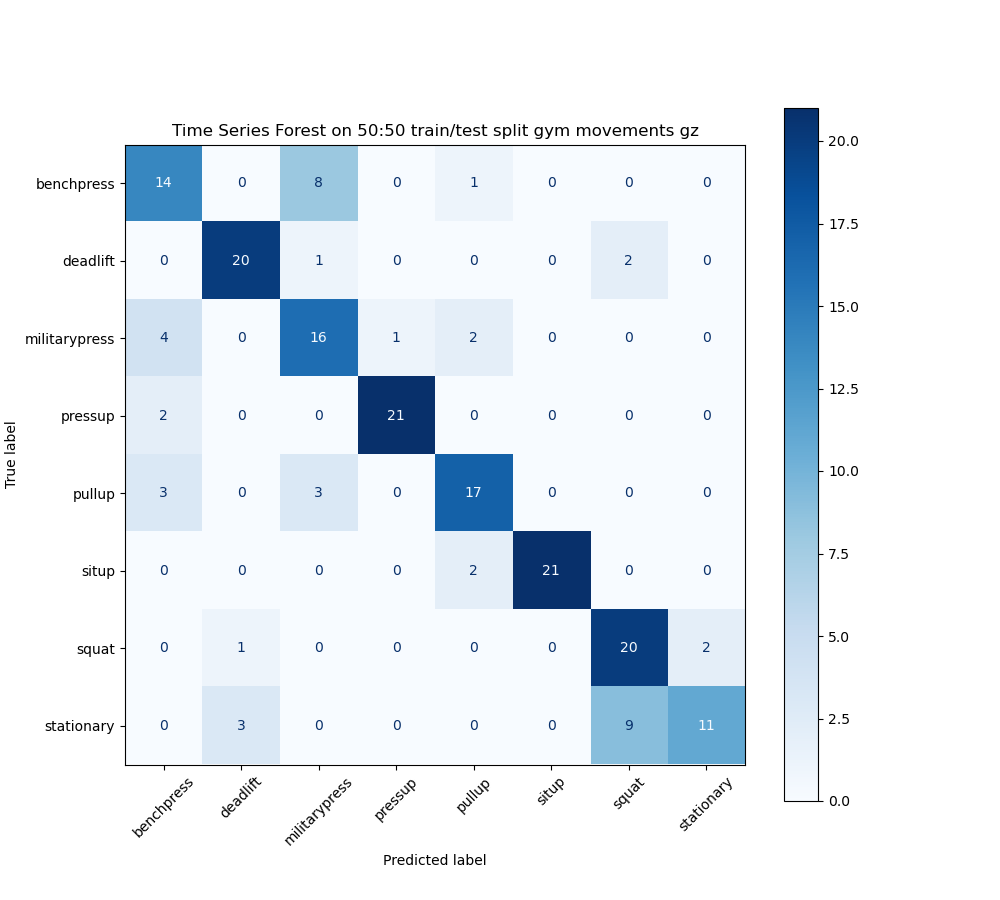 Time Series Forest on 50:50 train/test split gym movements gz
True label
benchpress 14 0 8 0 1 0 0 0
deadlift 0 20 1 0 0 0 2 0
militarypress 4 0 16 1 2 0 0 0
pressup 2 0 0 21 0 0 0 0
pullup 3 0 3 0 17 0 0 0
situp 0 0 0 0 2 21 0 0
squat 0 1 0 0 0 0 20 2
stationary 0 3 0 0 0 0 9 11
benchpress deadlift militarypress pressup pullup situp squat stationary
Predicted label
20.0
17.5
15.0
12.5
10.0
7.5
5.0
2.5
0.0